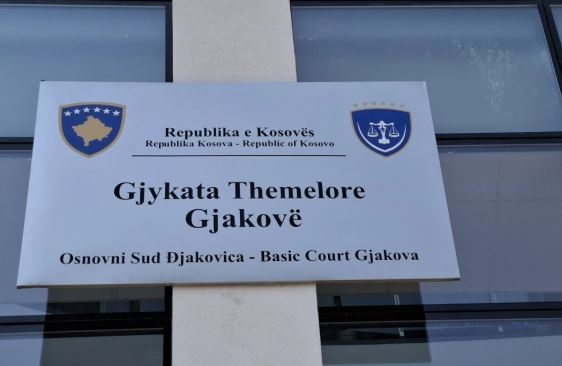 Republika e Kosovës
Republika Kosova - Republic of Kosovo
Gjykata Themelore
Gjakovë
Osnovni Sud Đjakovica - Basic Court Gjakova